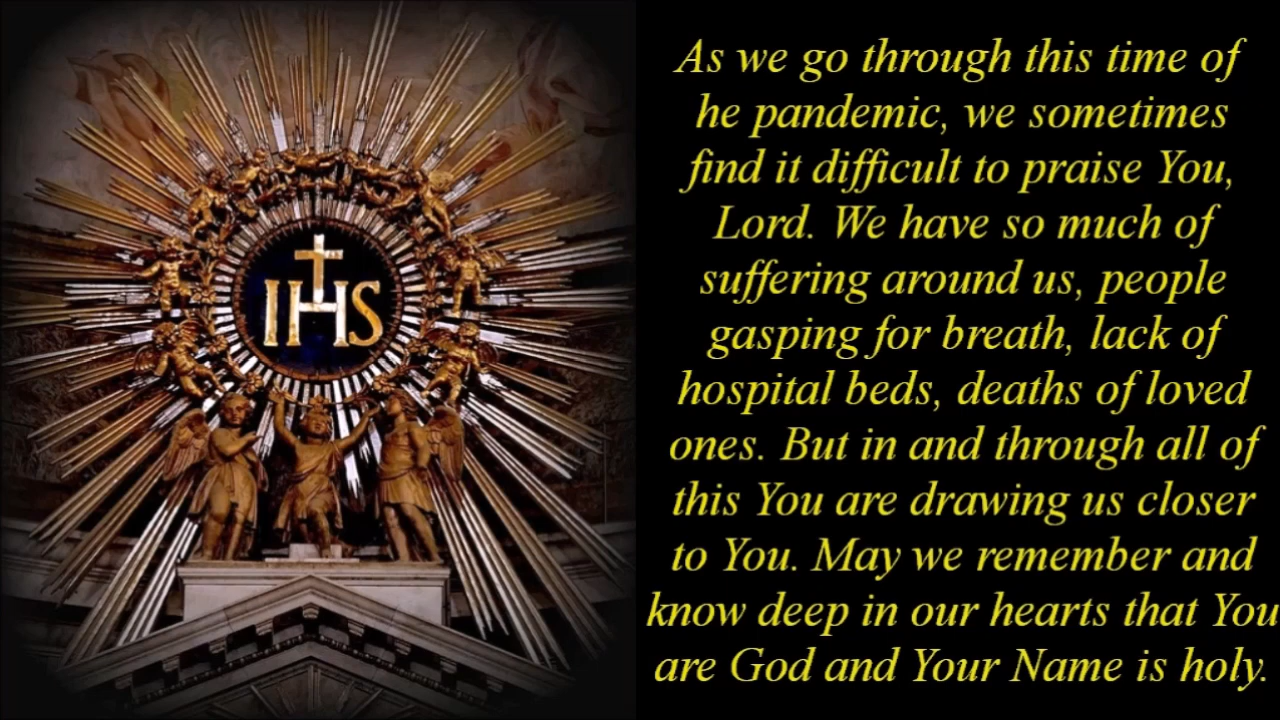 IHS
As we go through this time of
he pandemic, we sometimes
find it difficult to praise You,
Lord. We have so much of
suffering around us, people
gasping for breath, lack of
hospital beds, deaths of loved
ones. But in and through all of
this You are drawing us closer
to You. May we remember and
know deep in our hearts that You
are God and Your Name is holy.